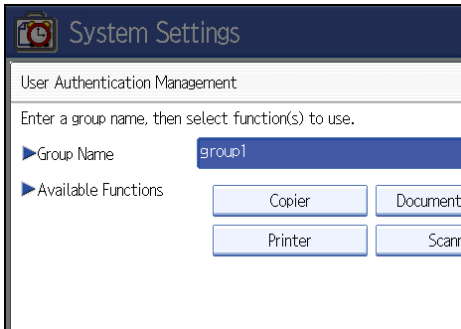 System Settings
User Authentication Management
Enter a group name, then select function(s) to use.
▶Group Name group1
▶Available Functions
Copier Document
Printer